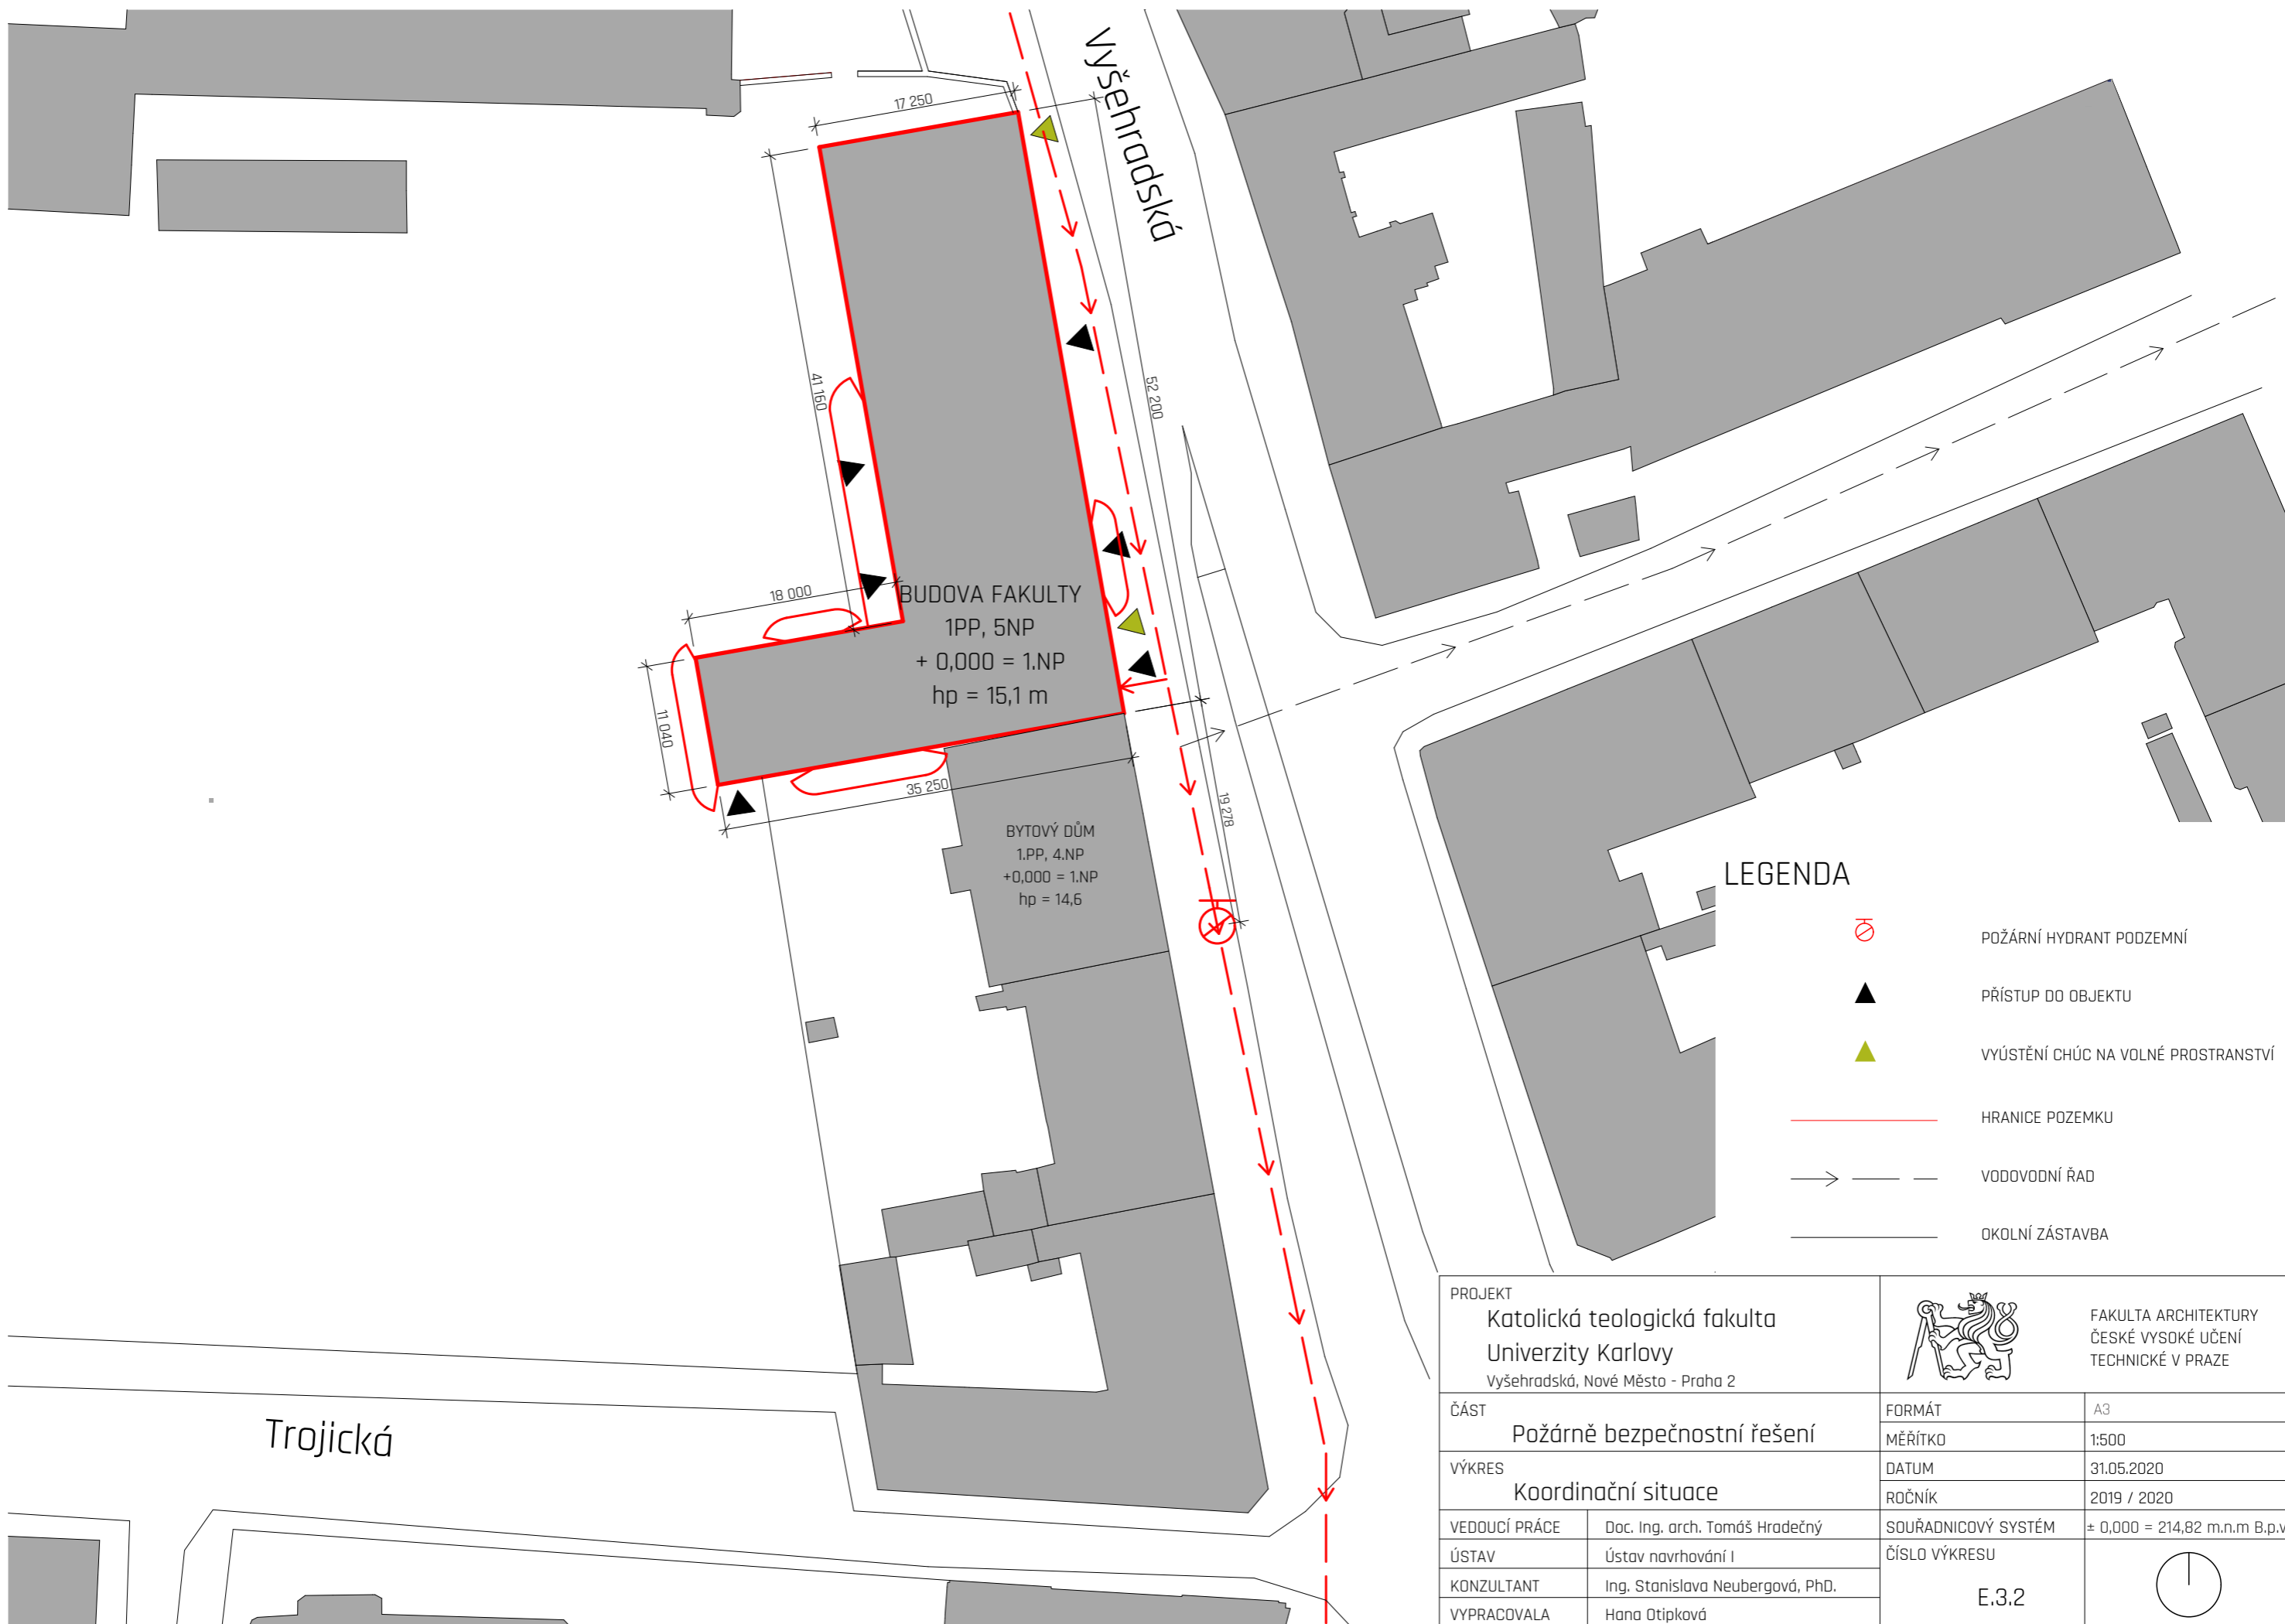 Vyšehradská
17 250
41 160
52 200
18 000
BUDOVA FAKULTY
1PP, 5NP
+ 0,000 = 1.NP
hp = 15,1 m
11 040
35 250
19 278
BYTOVÝ DŮM
1.PP, 4.NP
+0,000 = 1.NP
hp = 14,6
Trojická
LEGENDA
POŽÁRNÍ HYDRANT PODZEMNÍ
PŘÍSTUP DO OBJEKTU
VYÚSTĚNÍ CHÚC NA VOLNÉ PROSTRANSTVÍ
HRANICE POZEMKU
VODOVODNÍ ŘAD
OKOLNÍ ZÁSTAVBA
PROJEKT
Katolická teologická fakulta
Univerzity Karlovy
Vyšehradská, Nové Město - Praha 2
FAKULTA ARCHITEKTURY
ČESKÉ VYSOKÉ UČENÍ
TECHNICKÉ V PRAZE
ČÁST
Požárně bezpečnostní řešení
VÝKRES
Koordinační situace
FORMÁT A3
MĚŘÍTKO 1:500
DATUM 31.05.2020
ROČNÍK 2019 / 2020
VEDOUCÍ PRÁCE Doc. Ing. arch. Tomáš Hradečný
SOUŘADNICOVÝ SYSTÉM ± 0,000 = 214,82 m.n.m B.p.v
ÚSTAV Ústav navrhování I
KONZULTANT Ing. Stanislava Neubergová, PhD.
VYPRACOVALA Hana Otipková
ČÍSLO VÝKRESU
E.3.2